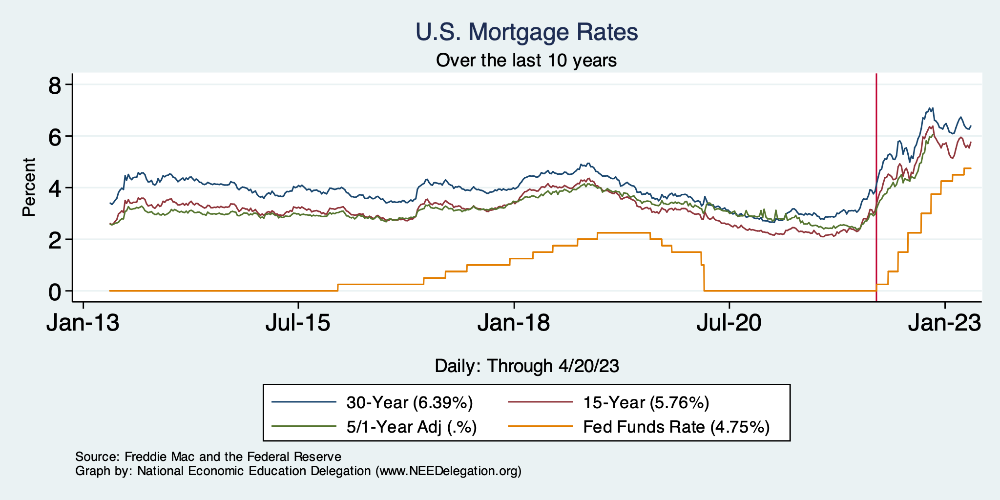 U.S. Mortgage Rates
Over the last 10 years
Percent
8
6
4
2
0
Jan-13 Jul-15 Jan-18 Jul-20 Jan-23
Daily: Through 4/20/23
30-Year (6.39%) 15-Year (5.76%)
5/1-Year Adj (.%) Fed Funds Rate (4.75%)
Source: Freddie Mac and the Federal Reserve
Graph by: National Economic Education Delegation (www.NEEDelegation.org)